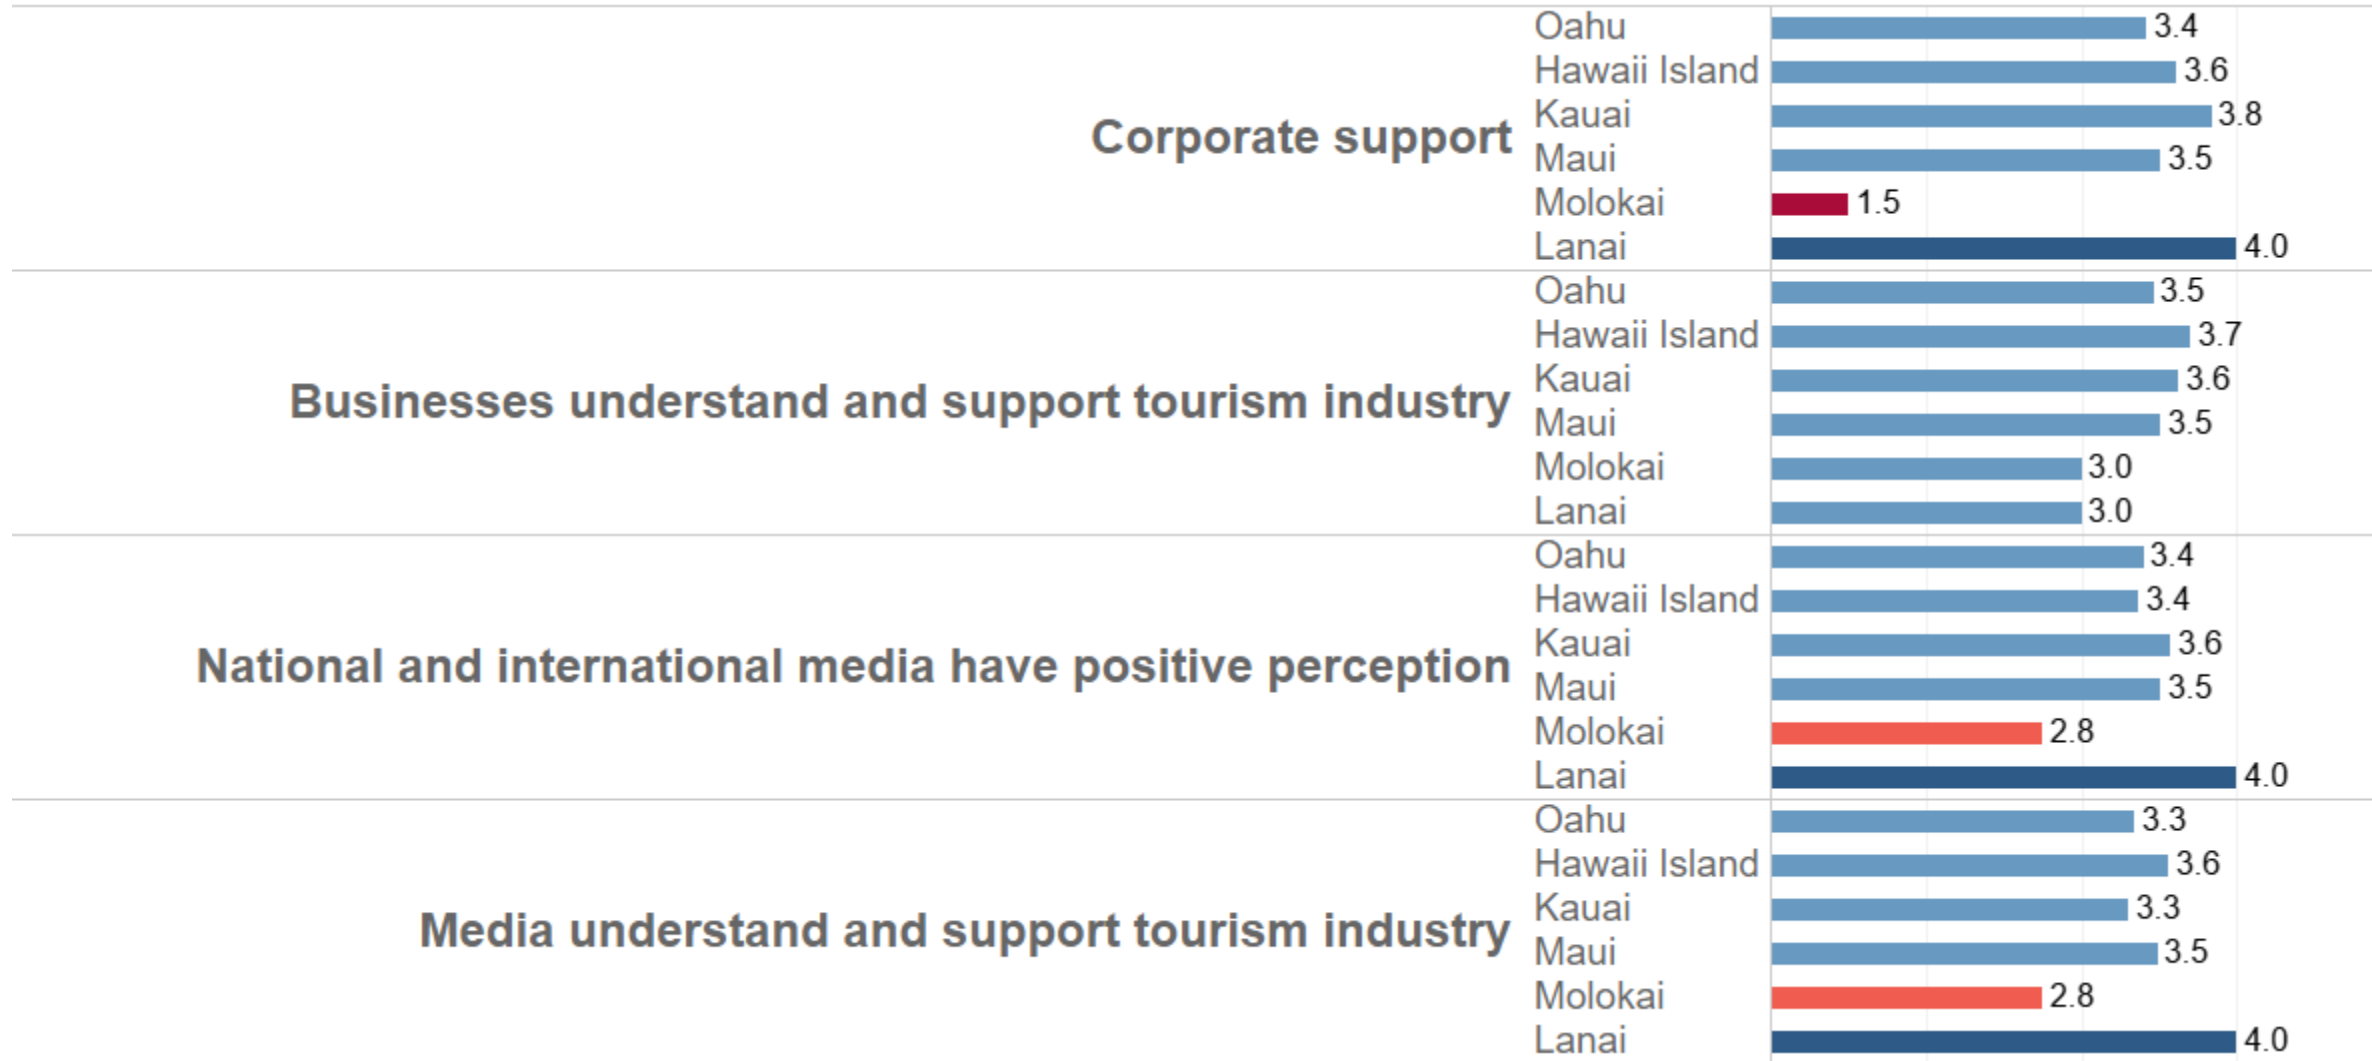 Corporate support
Oahu 3.4
Hawaii Island 3.6
Kauai 3.8
Maui 3.5
Molokai 1.5
Lanai 4.0
Businesses understand and support tourism industry
Oahu 3.5
Hawaii Island 3.7
Kauai 3.6
Maui 3.5
Molokai 3.0
Lanai 3.0
National and international media have positive perception
Oahu 3.4
Hawaii Island 3.4
Kauai 3.6
Maui 3.5
Molokai 2.8
Lanai 4.0
Media understand and support tourism industry
Oahu 3.3
Hawaii Island 3.6
Kauai 3.3
Maui 3.5
Molokai 2.8
Lanai 4.0